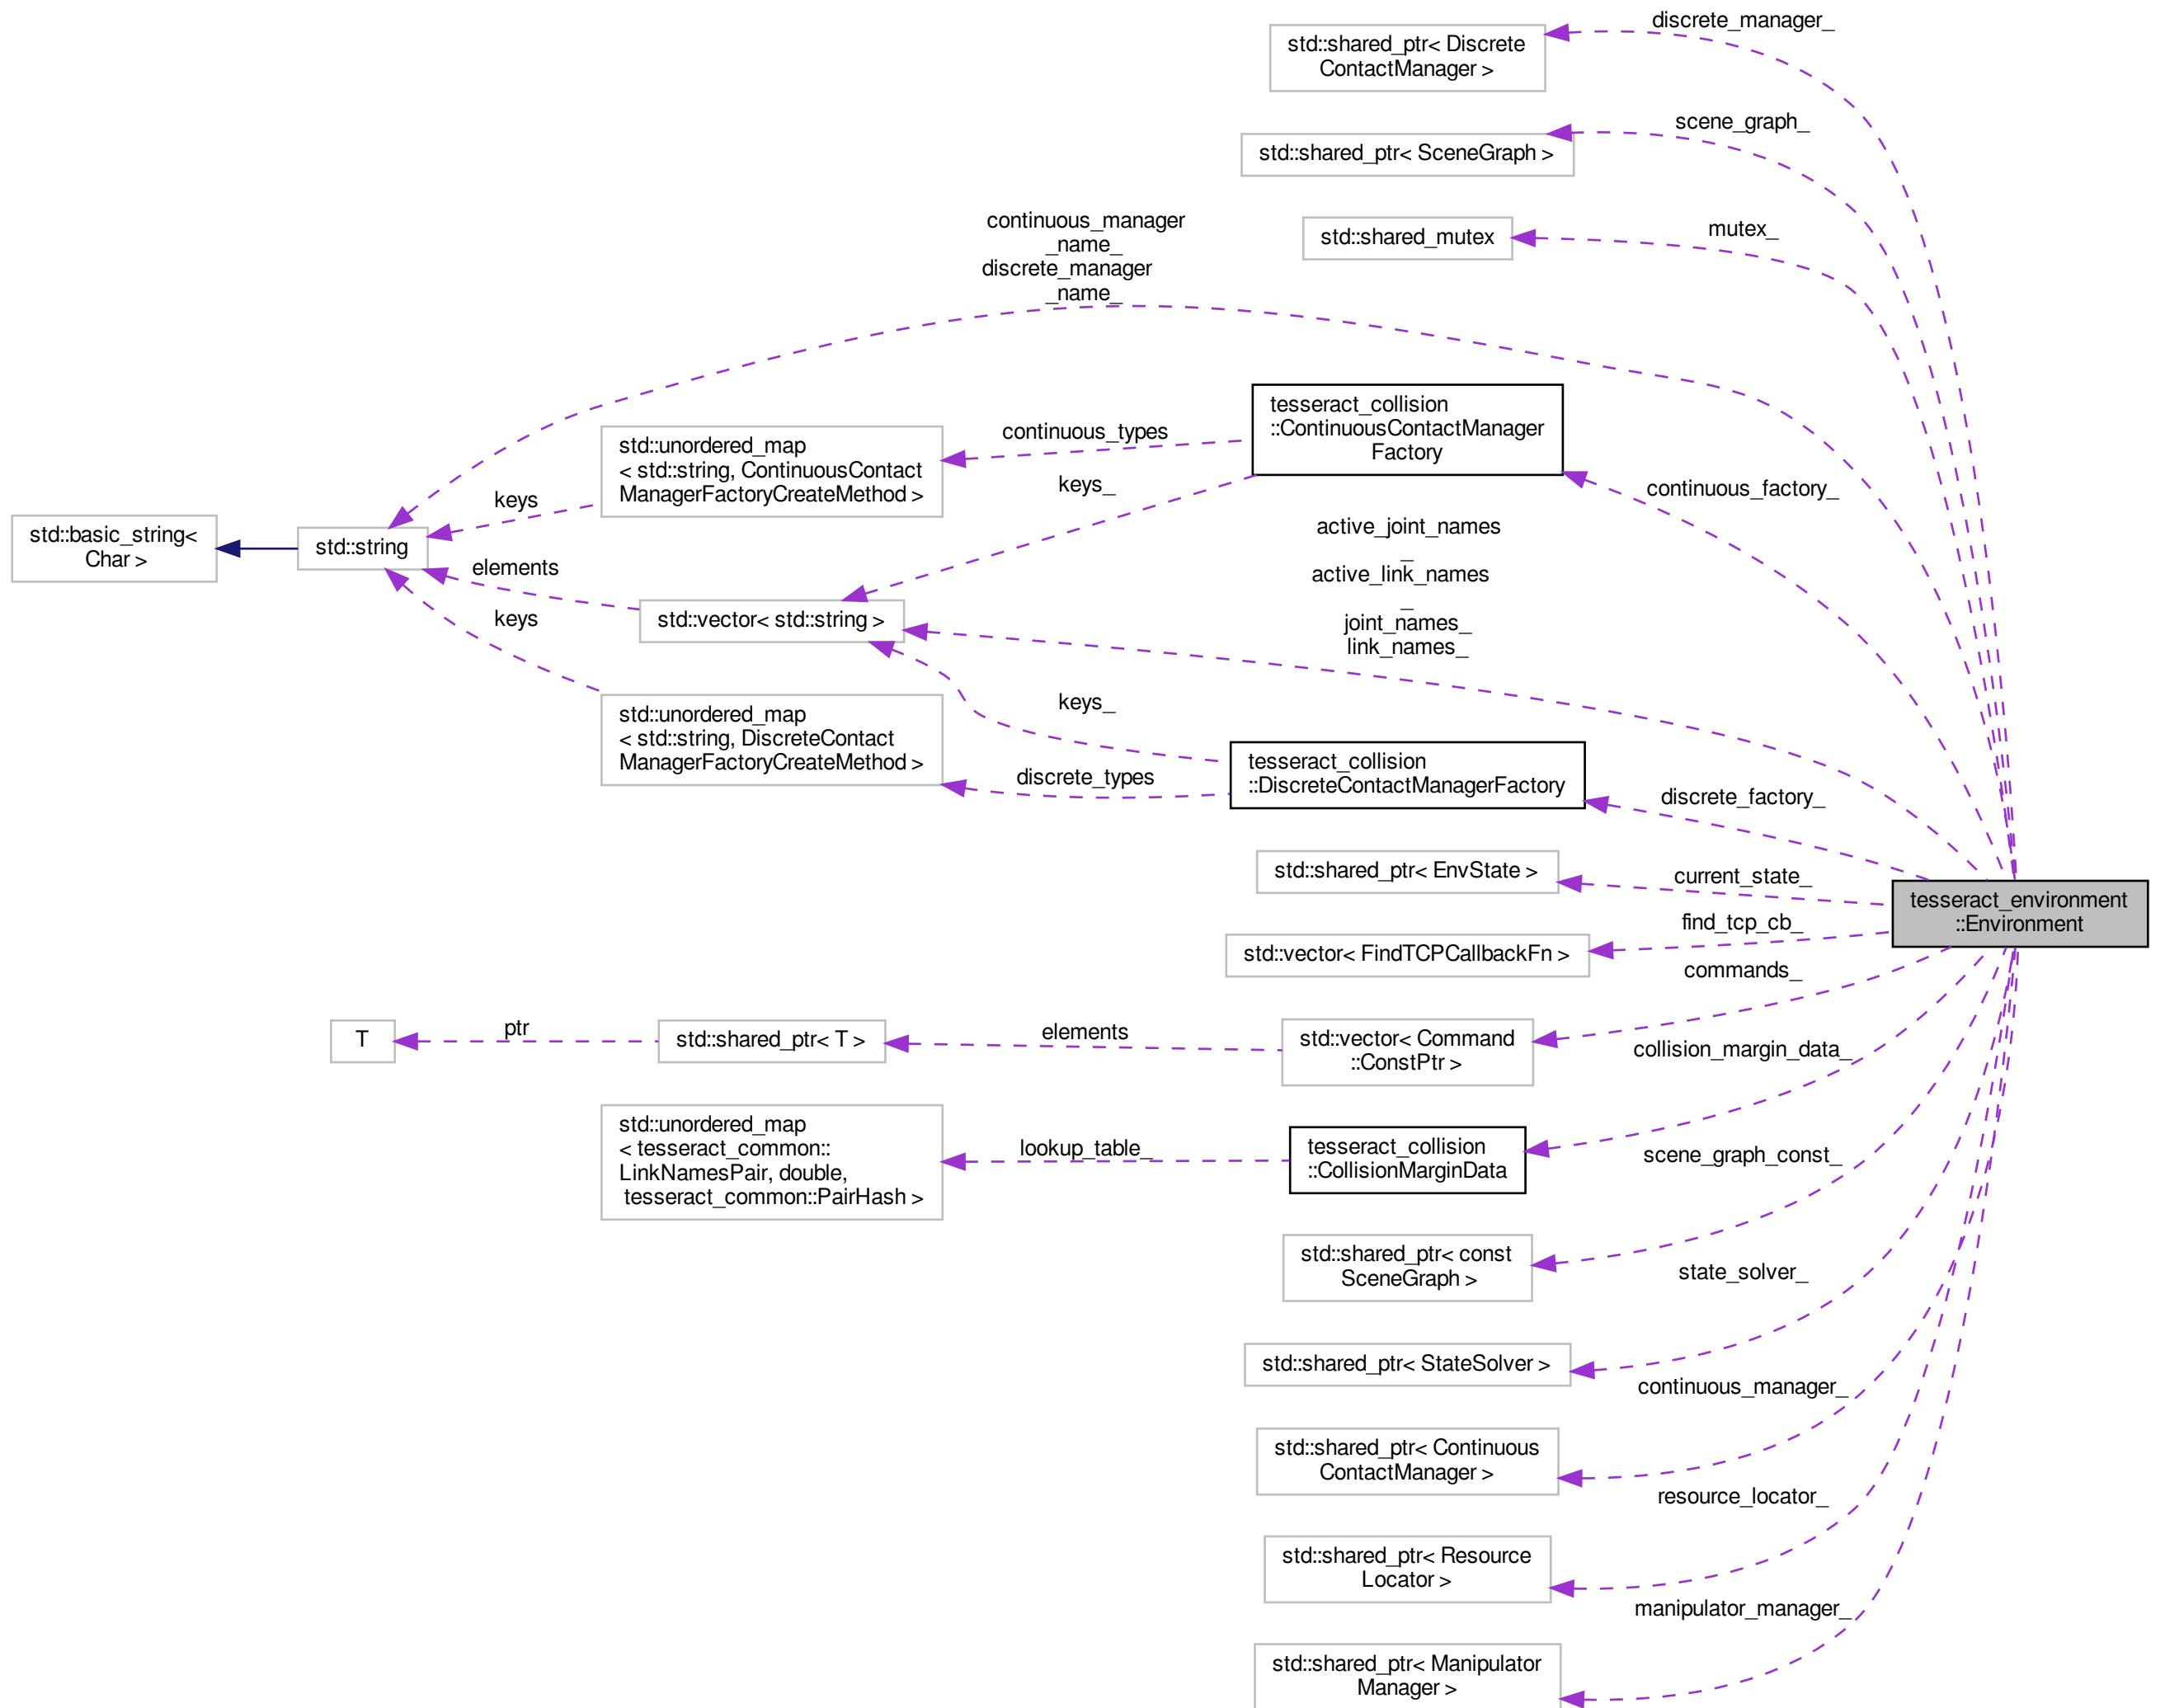 discrete_manager_
std::shared_ptr< Discrete
ContactManager >
scene_graph_
std::shared_ptr< SceneGraph >
mutex_
std::shared_mutex
continuous_manager
_name_
discrete_manager
_name_
tesseract_collision
::ContinuousContactManager
Factory
continuous_types
std::unordered_map
< std::string, ContinuousContact
ManagerFactoryCreateMethod >
keys_
continuous_factory_
keys
std::basic_string<
Char >
std::string
active_joint_names
_
active_link_names
_
joint_names_
link_names_
elements
std::vector< std::string >
keys
std::unordered_map
< std::string, DiscreteContact
ManagerFactoryCreateMethod >
keys_
tesseract_collision
::DiscreteContactManagerFactory
discrete_types
discrete_factory_
std::shared_ptr< EnvState >
current_state_
tesseract_environment
::Environment
find_tcp_cb_
std::vector< FindTCPCallbackFn >
commands_
T
ptr
std::shared_ptr< T >
elements
std::vector< Command
::ConstPtr >
collision_margin_data_
std::unordered_map
< tesseract_common::
LinkNamesPair, double,
tesseract_common::PairHash >
lookup_table_
tesseract_collision
::CollisionMarginData
scene_graph_const_
std::shared_ptr< const
SceneGraph >
state_solver_
std::shared_ptr< StateSolver >
continuous_manager_
std::shared_ptr< Continuous
ContactManager >
resource_locator_
std::shared_ptr< Resource
Locator >
manipulator_manager_
std::shared_ptr< Manipulator
Manager >